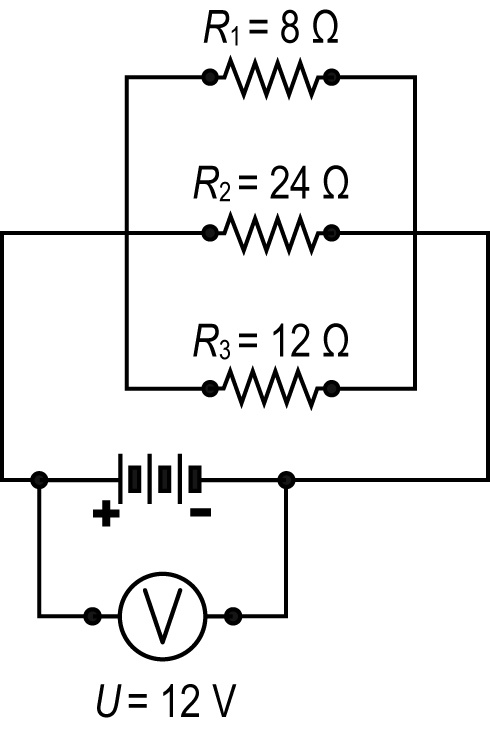 R₁ = 8 Ω
R₂ = 24 Ω
R₃ = 12 Ω
+ -
V
U = 12 V